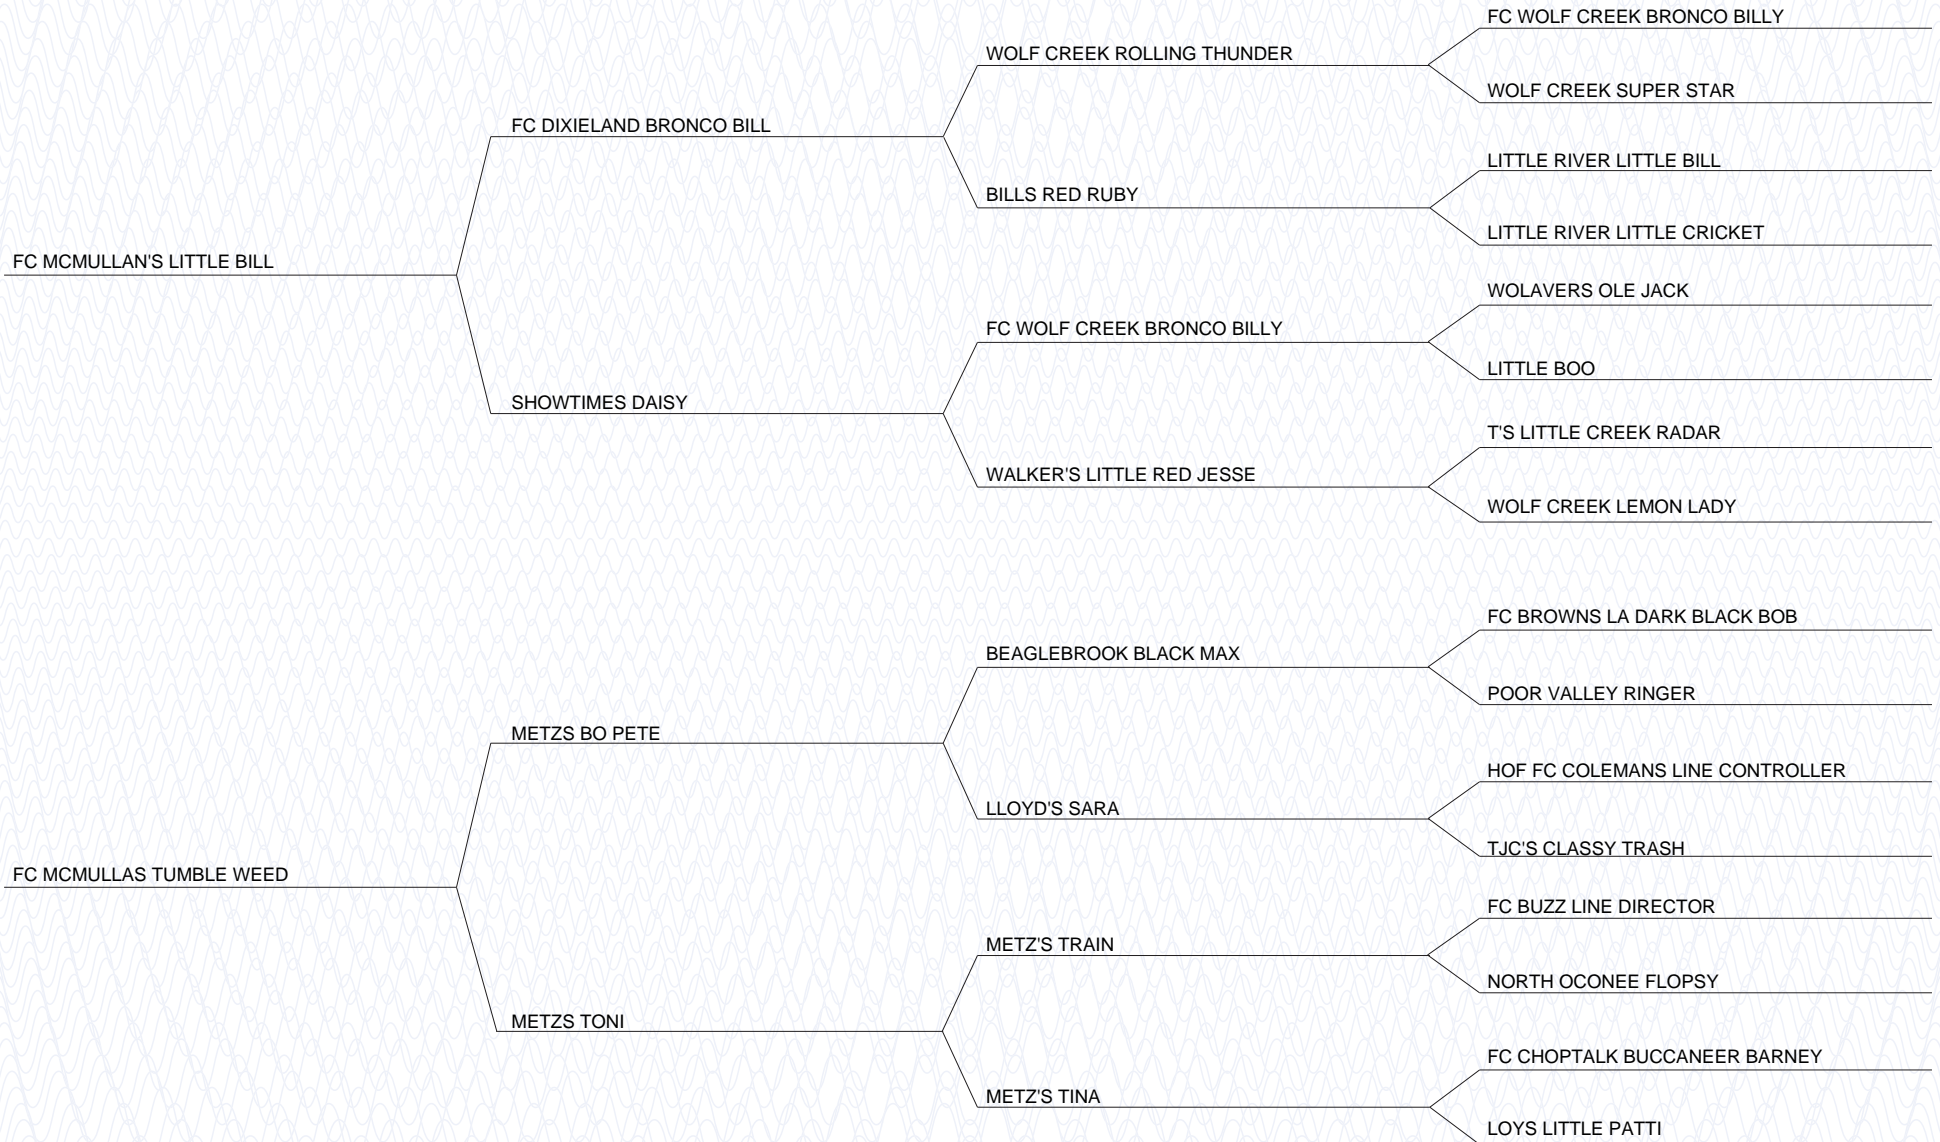 FC WOLF CREEK BRONCO BILLY
WOLF CREEK ROLLING THUNDER
WOLF CREEK SUPER STAR
FC DIXIELAND BRONCO BILL
LITTLE RIVER LITTLE BILL
BILLS RED RUBY
LITTLE RIVER LITTLE CRICKET
FC MCMULLAN'S LITTLE BILL
WOLAVERS OLE JACK
FC WOLF CREEK BRONCO BILLY
LITTLE BOO
SHOWTIMES DAISY
T'S LITTLE CREEK RADAR
WALKER'S LITTLE RED JESSE
WOLF CREEK LEMON LADY
FC BROWNS LA DARK BLACK BOB
BEAGLEBROOK BLACK MAX
POOR VALLEY RINGER
METZS BO PETE
HOF FC COLEMANS LINE CONTROLLER
LLOYD'S SARA
TJC'S CLASSY TRASH
FC MCMULLAS TUMBLE WEED
FC BUZZ LINE DIRECTOR
METZ'S TRAIN
NORTH OCONEE FLOPSY
METZS TONI
FC CHOPTALK BUCCANEER BARNEY
METZ'S TINA
LOYS LITTLE PATTI